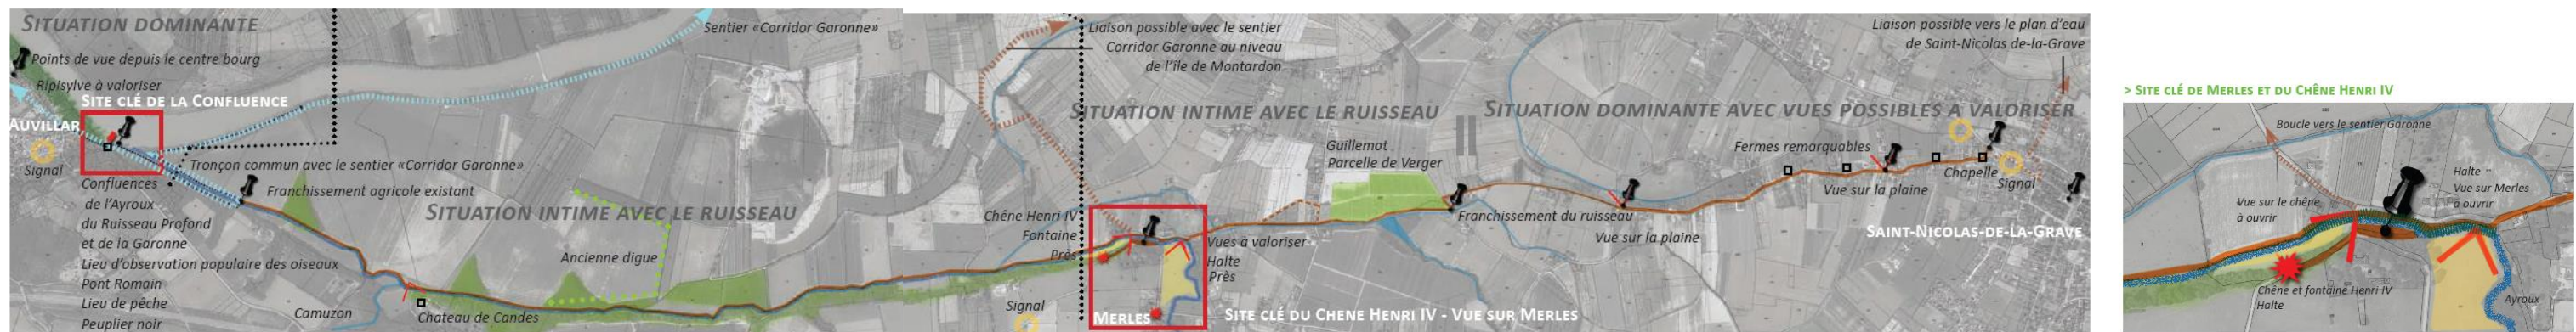 SITUATION DOMINANTE
Points de vue depuis le centre bourg
Ripisylve à valoriser
SITE CLÉ DE LA CONFLUENCE
AUVILLAR
Signal
Sentier «Corridor Garonne»
Tronçon commun avec le sentier «Corridor Garonne»
Franchissement agricole existant
Confluences
de l'Ayroux
du Ruisseau Profond
et de la Garonne
Lieu d'observation populaire des oiseaux
Pont Romain
Lieu de pêche
Peuplier noir
SITUATION INTIME AVEC LE RUISSEAU
Ancienne digue
Camuzon
Chateau de Candes
Liaison possible avec le sentier
Corridor Garonne au niveau
de l'île de Montardon
SITUATION INTIME AVEC LE RUISSEAU
Chêne Henri IV
Fontaine
Près
Signal
MERLES
Vues à valoriser
Halte
Près
SITE CLÉ DU CHENE HENRI IV - VUE SUR MERLES
Guillemot
Parcelle de Verger
Franchissement du ruisseau
Liaison possible vers le plan d'eau
de Saint-Nicolas de-la-Grave
SITUATION DOMINANTE AVEC VUES POSSIBLES A VALORISER
Fermes remarquables
Vue sur la plaine
Vue sur la plaine
Chapelle
Signal
SAINT-NICOLAS-DE-LA-GRAVE
> SITE CLÉ DE MERLES ET DU CHÊNE HENRI IV
Boucle vers le sentier Garonne
Vue sur le chêne
à ouvrir
Halte
Vue sur Merles
à ouvrir
Chêne et fontaine Henri IV
Halte
Ayroux